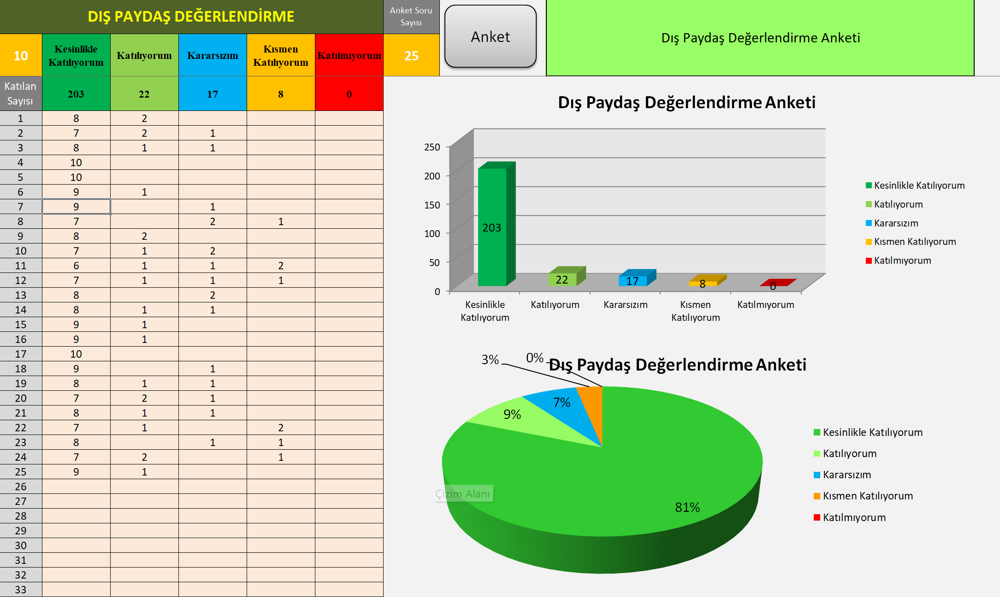 DIŞ PAYDAŞ DEĞERLENDİRME
Anket Soru
Sayısı
Anket
Dış Paydaş Değerlendirme Anketi
10
Kesinlikle
Katılıyorum
Katılıyorum
Kararsızım
Kısmen
Katılıyorum
Katılmıyorum
25
Katılan
Sayısı
203 22 17 8 0
1 8 2
2 7 2 1
3 8 1 1
4 10
5 10
6 9 1
7 9 1
8 7 2 1
9 8 2
10 7 1 2
11 6 1 1 2
12 7 1 1 1
13 8 2
14 8 1 1
15 9 1
16 9 1
17 10
18 9 1
19 8 1 1
20 7 2 1
21 8 1 1
22 7 1 2
23 8 1 1
24 7 2 1
25 9 1
26
27
28
29
30
31
32
33
Dış Paydaş Değerlendirme Anketi
250
200
150
100
50
0
203
22
17
8
0
Kesinlikle
Katılıyorum
Katılıyorum
Kararsızım
Kısmen
Katılıyorum
Katılmıyorum
Kesinlikle Katılıyorum
Katılıyorum
Kararsızım
Kısmen Katılıyorum
Katılmıyorum
Dış Paydaş Değerlendirme Anketi
3%
0%
7%
9%
81%
Çizim Alanı
Kesinlikle Katılıyorum
Katılıyorum
Kararsızım
Kısmen Katılıyorum
Katılmıyorum